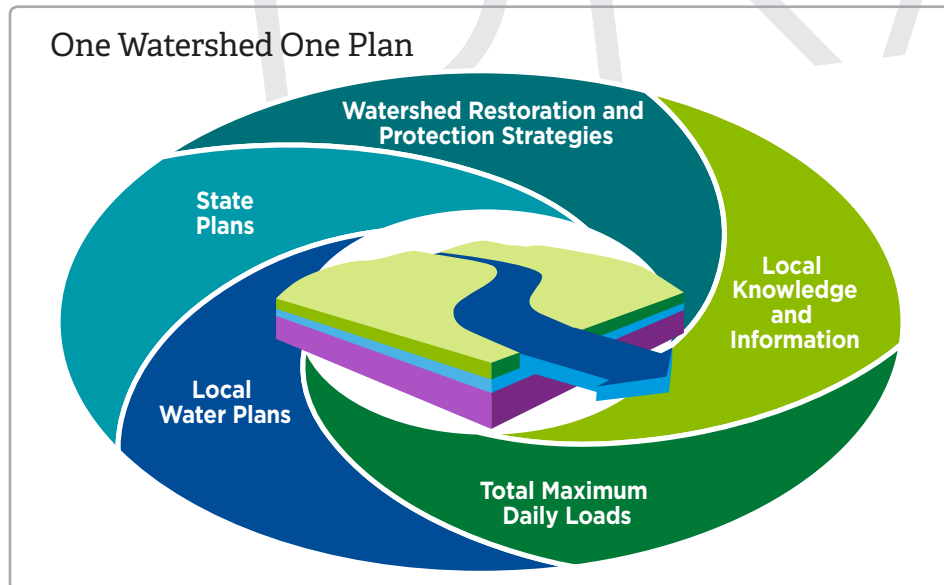 One Watershed One Plan
Watershed Restoration and
Protection Strategies
State
Plans
Local
Knowledge
and
Information
Local
Water Plans
Total Maximum
Daily Loads